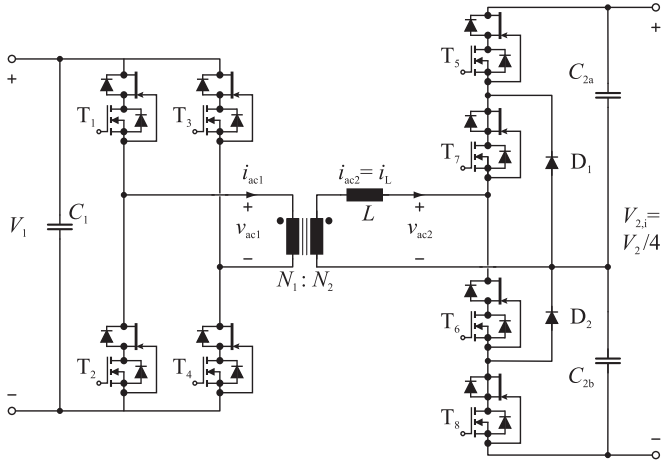 +
V1
−
C1
T1
T3
T2
T4
iac1
+
vac1
−
N1 : N2
iac2= iL
L
+
vac2
−
T5
T7
T6
T8
D1
D2
C2a
C2b
+
V2,i=
V2/4
−